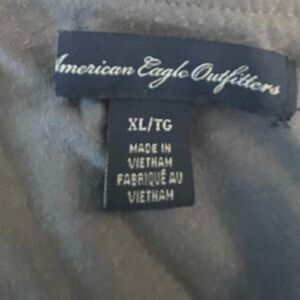 American Eagle Outfitters
XL/TG
MADE IN
VIETNAM
FABRIQUÉ AU
VIETNAM